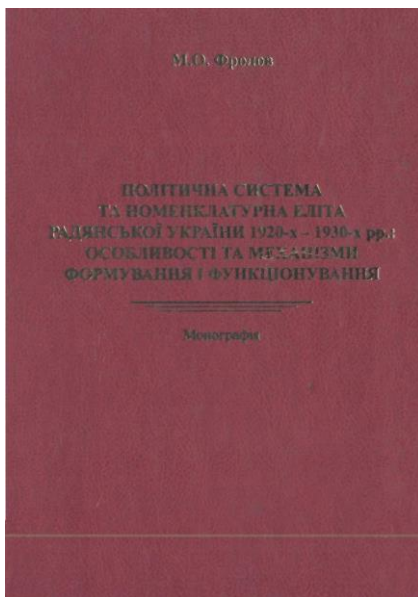 М.О. Фролов
ПОЛІТИЧНА СИСТЕМА
ТА НОМЕНКЛАТУРНА ЕЛІТА
РАДЯНСЬКОЇ УКРАЇНИ 1920-х – 1930-х рр.:
ОСОБЛИВОСТІ ТА МЕХАНІЗМИ
ФОРМУВАННЯ І ФУНКЦІОНУВАННЯ
Монографія